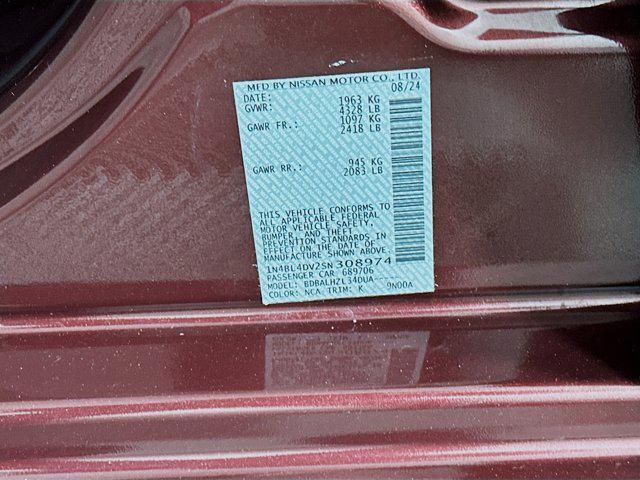 MFD BY NISSAN MOTOR CO., LTD.
DATE: 08/24
GVWR: 1963 KG
4328 LB
GAWR FR.: 1097 KG
2418 LB
GAWR RR.: 945 KG
2083 LB
THIS VEHICLE CONFORMS TO
ALL APPLICABLE FEDERAL
MOTOR VEHICLE SAFETY,
BUMPER, AND THEFT
PREVENTION STANDARDS IN
EFFECT ON THE DATE OF
MANUFACTURE SHOWN ABOVE.
1N4BL4DV2SN308974
PASSENGER CAR 689706
MODEL: BDBALHZL34DUA-----
COLOR: NCA TRIM: K 9N00A